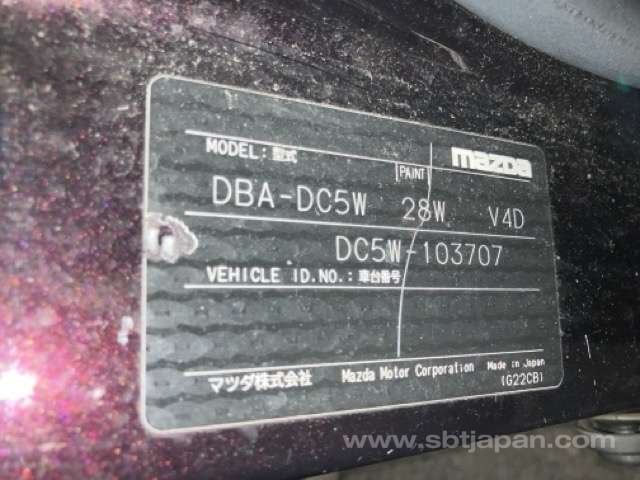 mazda
MODEL: 型式
PAINT
DBA-DC5W 28W V4D
DC5W-103707
VEHICLE ID.NO.: 車台番号
マツダ株式会社 Mazda Motor Corporation Made in Japan
(G22CB)
www.sbtjapan.com